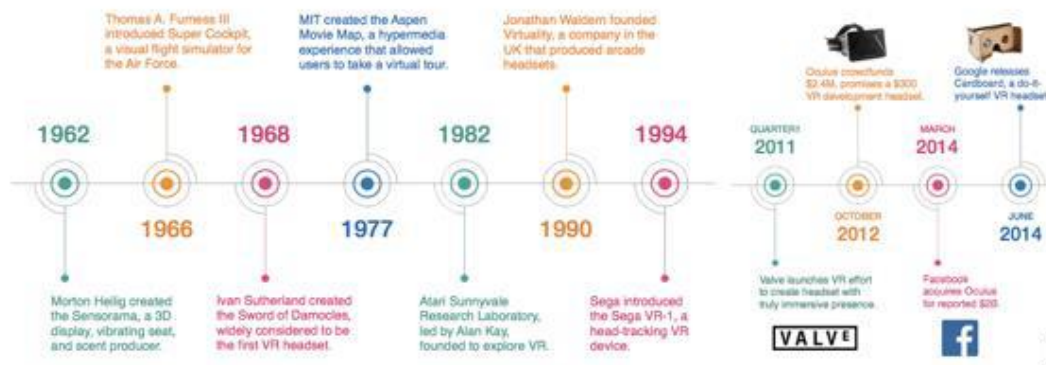 Thomas A. Furness III
introduced Super Cockpit,
a visual flight simulator for
the Air Force.
MIT created the Aspen
Movie Map, a hypermedia
experience that allowed
users to take a virtual tour.
Jonathan Waldern founded
Virtuality, a company in the
UK that produced arcade
headsets.
1962
1968
1982
1994
1966
1977
1990
Morton Heilig created
the Sensorama, a 3D
display, vibrating seat,
and scent producer.
Ivan Sutherland created
the Sword of Damocles,
widely considered to be
the first VR headset.
Atari Sunnyvale
Research Laboratory,
led by Alan Kay,
founded to explore VR.
Sega introduced
the Sega VR-1, a
head-tracking VR
device.
Oculus crowdfunds
$2.4M, promises a $300
VR development headset.
Google releases
Cardboard, a do-it-
yourself VR headset
QUARTER1
2011
MARCH
2014
OCTOBER
2012
JUNE
2014
Valve launches VR effort
to create headset with
truly immersive presence.
Facebook
acquires Oculus
for reported $2B
VALVE
f